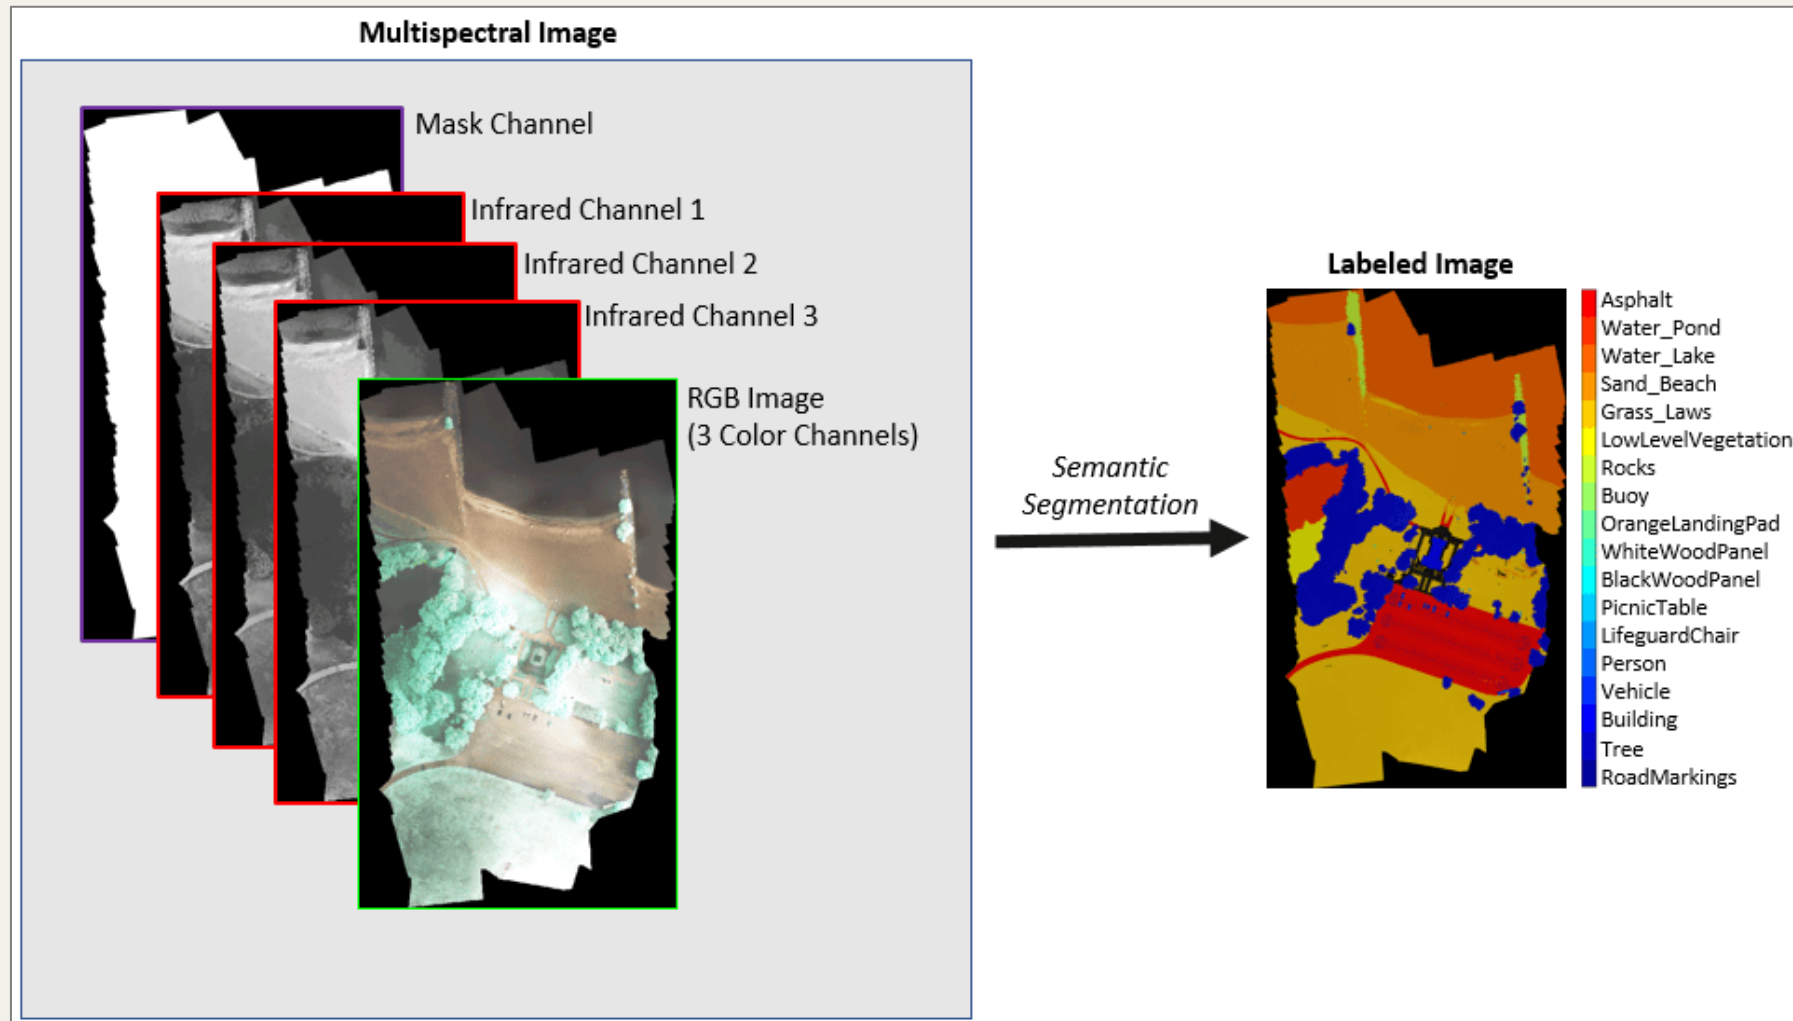 Multispectral Image
Mask Channel
Infrared Channel 1
Infrared Channel 2
Infrared Channel 3
RGB Image
(3 Color Channels)
Semantic
Segmentation
Labeled Image
Asphalt
Water_Pond
Water_Lake
Sand_Beach
Grass_Laws
LowLevelVegetation
Rocks
Buoy
OrangeLandingPad
WhiteWoodPanel
BlackWoodPanel
PicnicTable
LifeguardChair
Person
Vehicle
Building
Tree
RoadMarkings